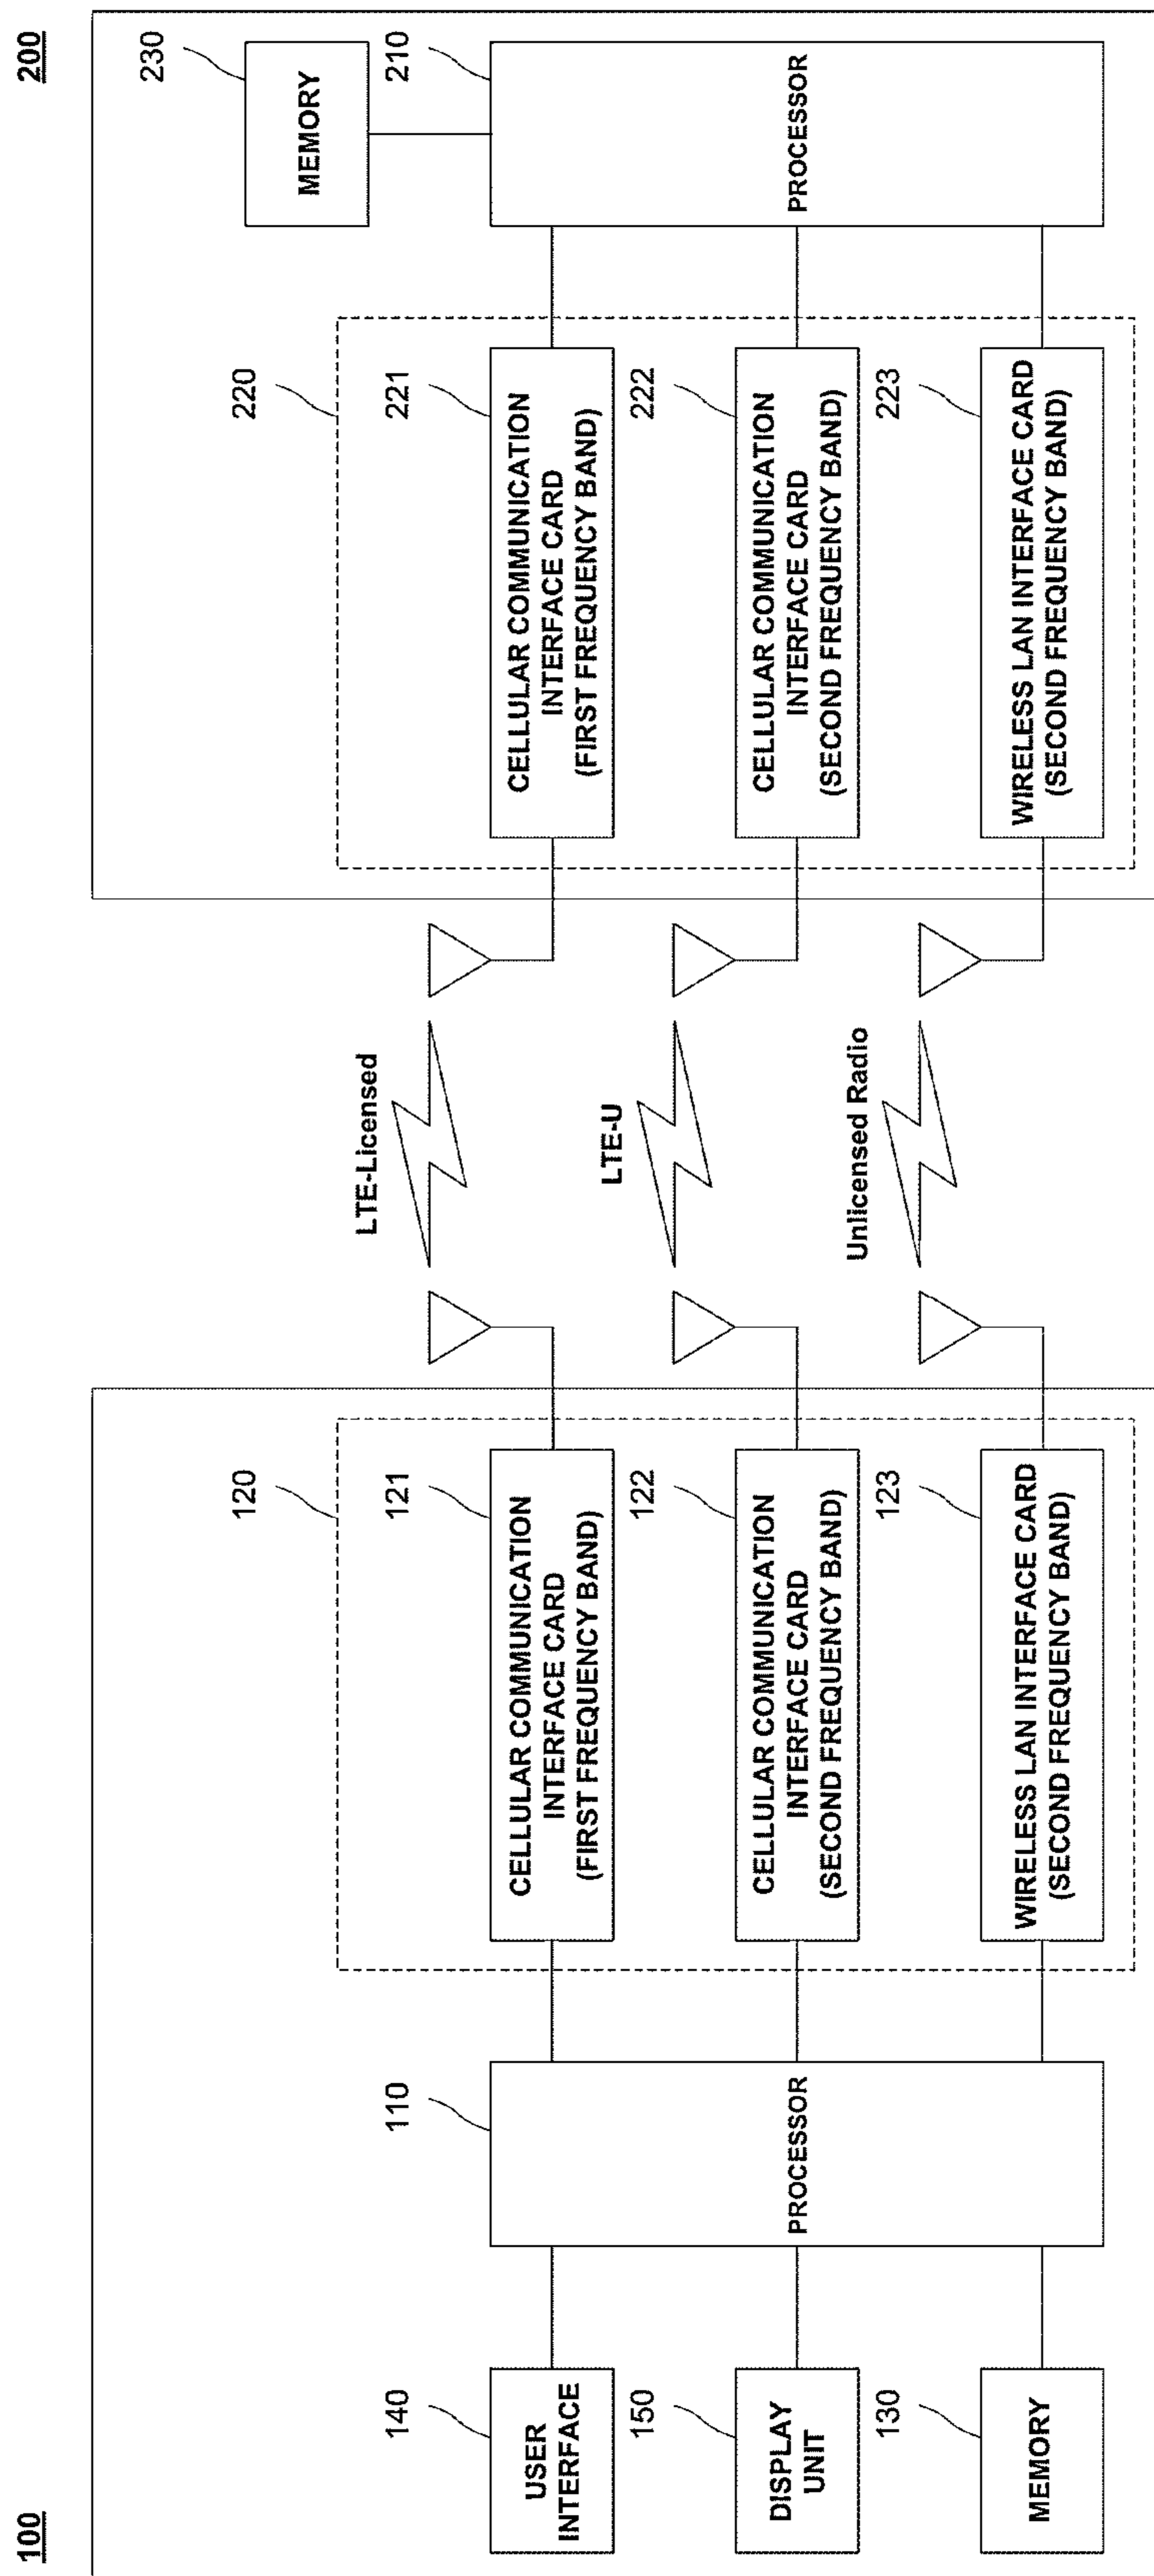 100
200
140
USER
INTERFACE
150
DISPLAY
UNIT
130
MEMORY
110
PROCESSOR
120
121
CELLULAR COMMUNICATION
INTERFACE CARD
(FIRST FREQUENCY BAND)
122
CELLULAR COMMUNICATION
INTERFACE CARD
(SECOND FREQUENCY BAND)
123
WIRELESS LAN INTERFACE CARD
(SECOND FREQUENCY BAND)
LTE-Licensed
LTE-U
Unlicensed Radio
220
221
CELLULAR COMMUNICATION
INTERFACE CARD
(FIRST FREQUENCY BAND)
222
CELLULAR COMMUNICATION
INTERFACE CARD
(SECOND FREQUENCY BAND)
223
WIRELESS LAN INTERFACE CARD
(SECOND FREQUENCY BAND)
230
MEMORY
210
PROCESSOR